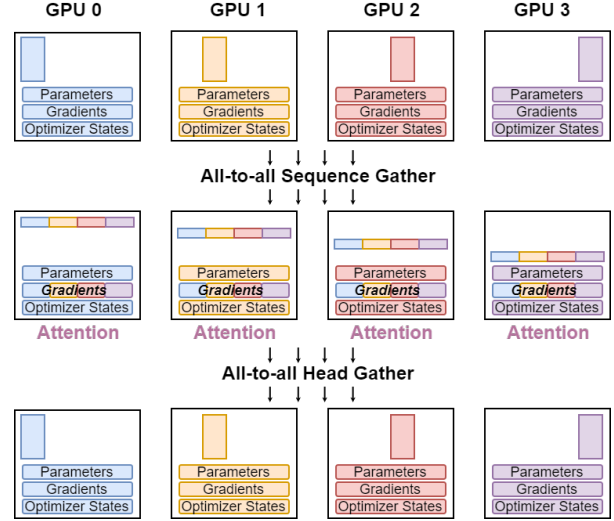 GPU 0 GPU 1 GPU 2 GPU 3
Parameters Parameters Parameters Parameters
Gradients Gradients Gradients Gradients
Optimizer States Optimizer States Optimizer States Optimizer States
All-to-all Sequence Gather
Parameters Parameters Parameters Parameters
Gradients Gradients Gradients Gradients
Optimizer States Optimizer States Optimizer States Optimizer States
Attention Attention Attention Attention
All-to-all Head Gather
Parameters Parameters Parameters Parameters
Gradients Gradients Gradients Gradients
Optimizer States Optimizer States Optimizer States Optimizer States